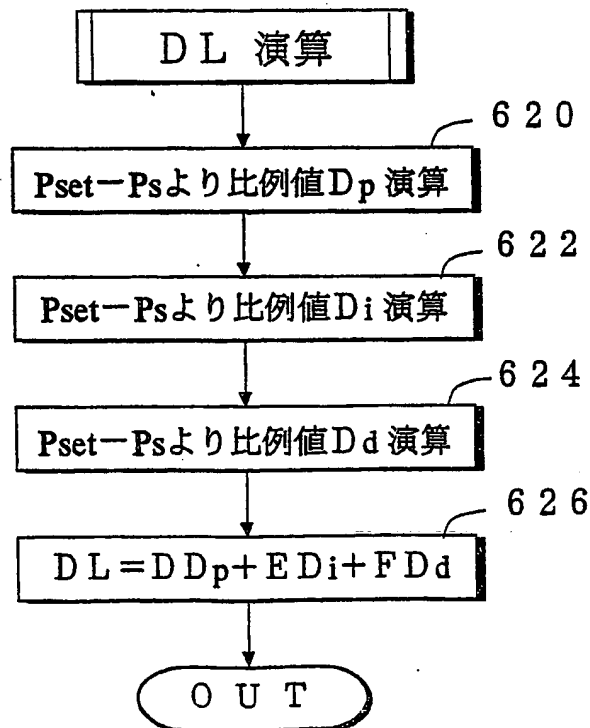 DL 演算
620
Pset－Psより比例値Dp演算
622
Pset－Psより比例値Di演算
624
Pset－Psより比例値Dd演算
626
DL＝DDp+EDi+FDd
OUT